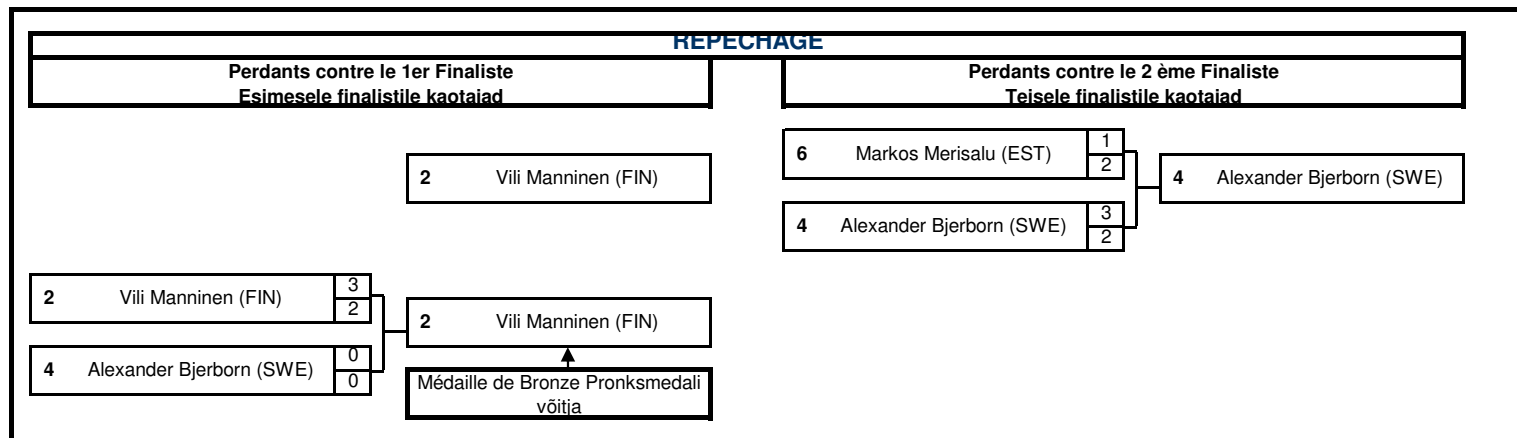 REPECHAGE
Perdants contre le 1er Finaliste
Esimesele finalistile kaotaiad
Perdants contre le 2 ème Finaliste
Teisele finalistile kaotaiad
2 Vili Manninen (FIN)
6 Markos Merisalu (EST) 1
2
4 Alexander Bjerborn (SWE)
4 Alexander Bjerborn (SWE) 3
2
2 Vili Manninen (FIN) 3
2
2 Vili Manninen (FIN)
4 Alexander Bjerborn (SWE) 0
0
Médaille de Bronze Pronksmedali
võitja